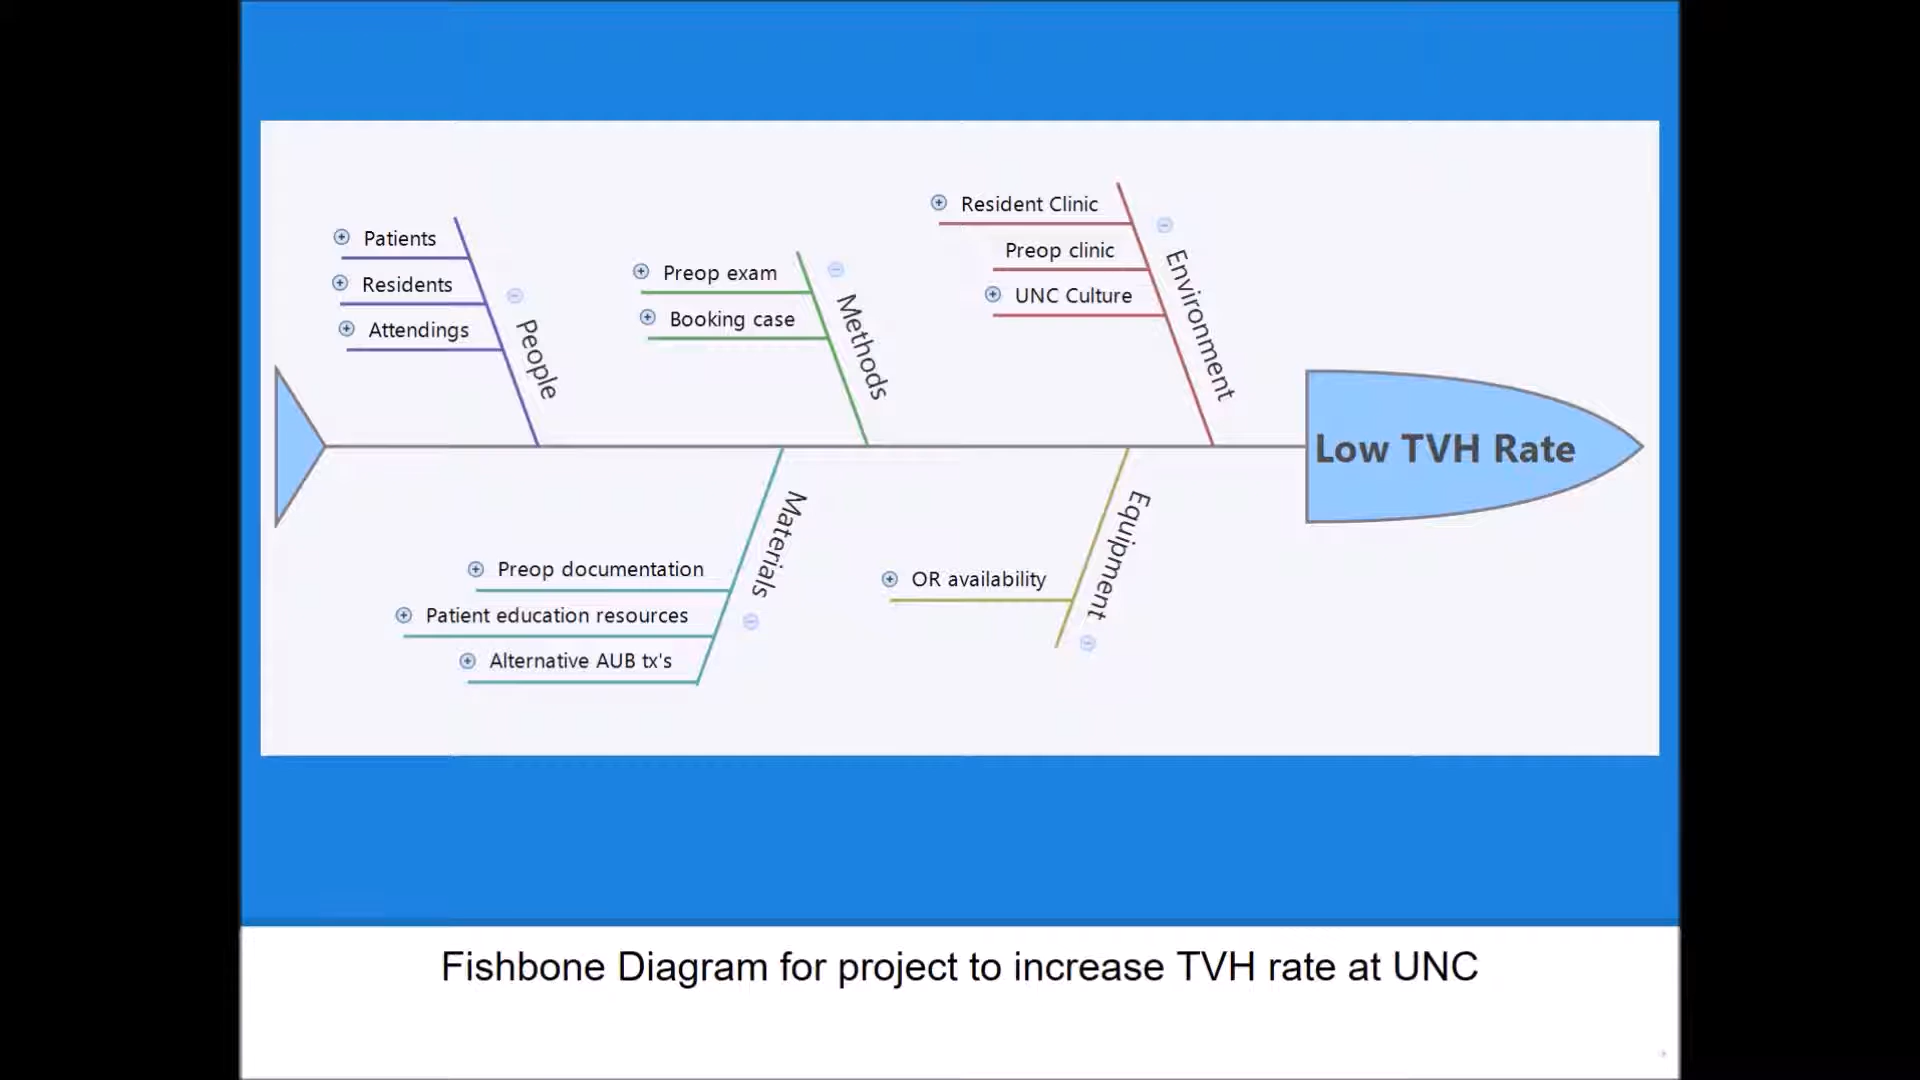 Patients
Residents
Attendings
People
Preop exam
Booking case
Methods
Resident Clinic
Preop clinic
UNC Culture
Environment
Low TVH Rate
Preop documentation
Patient education resources
Alternative AUB tx's
Materials
OR availability
Equipment
Fishbone Diagram for project to increase TVH rate at UNC